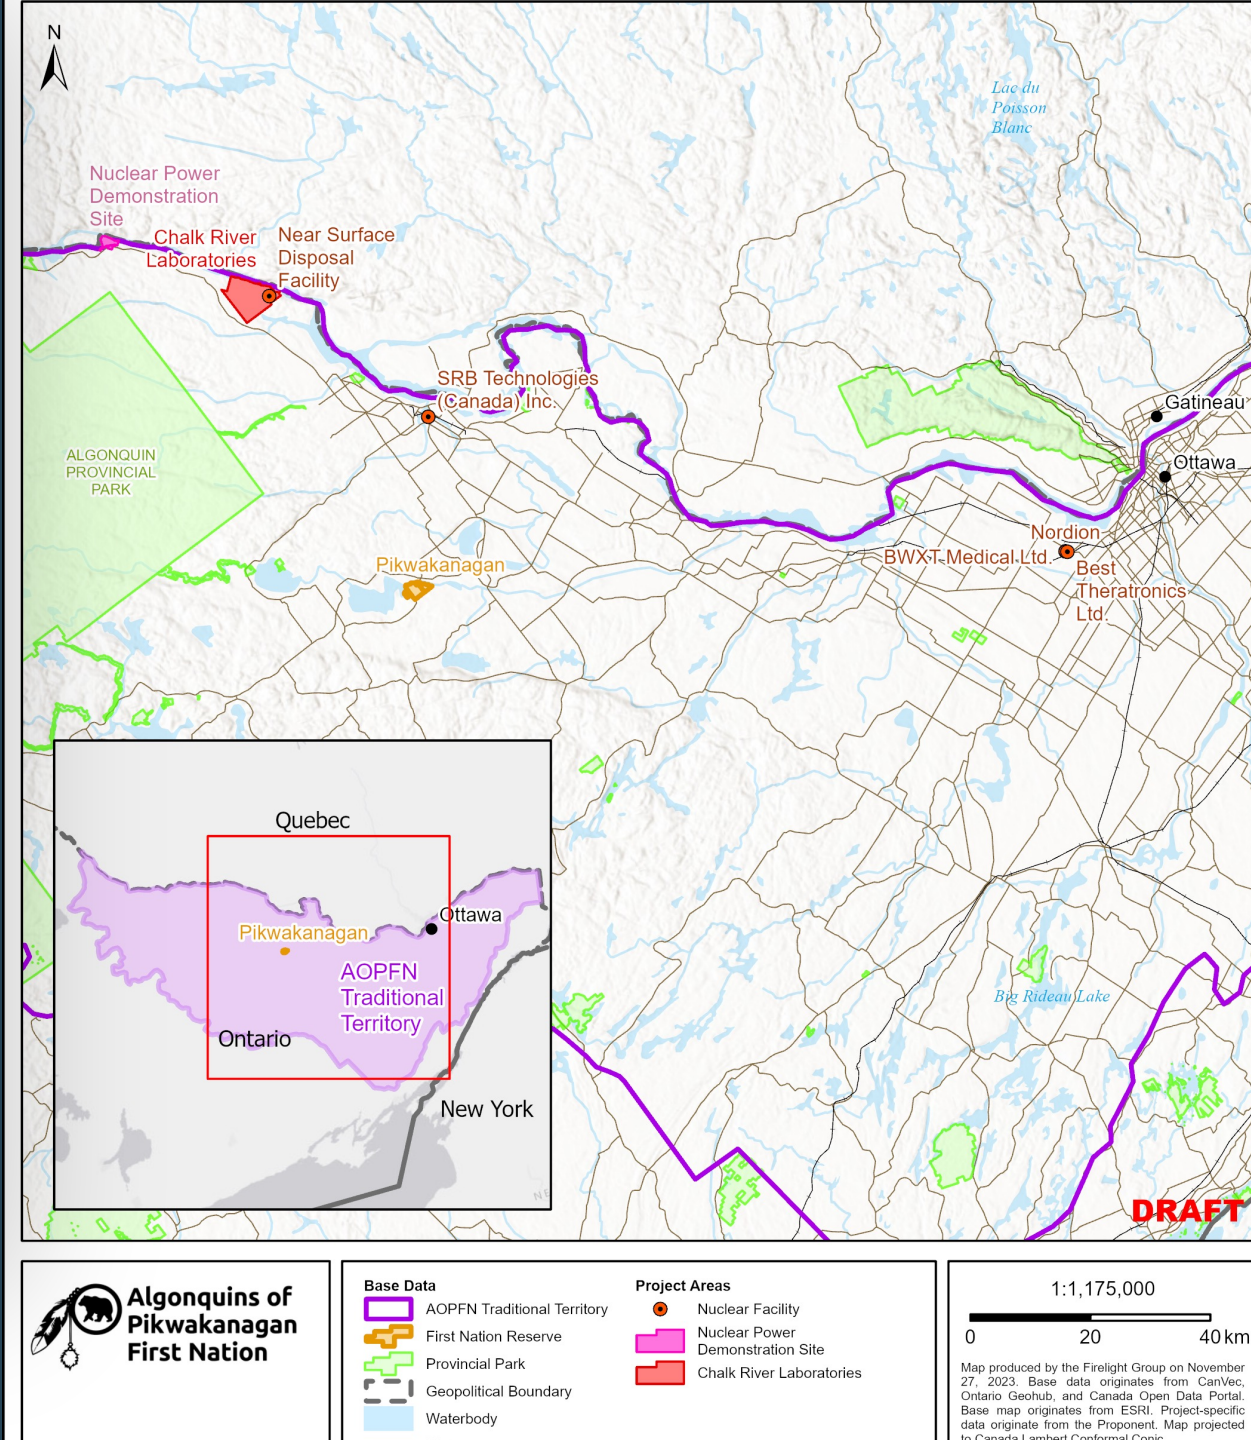 N
Lac du
Poisson
Blanc
Nuclear Power
Demonstration
Site
Chalk River
Laboratories
Near Surface
Disposal
Facility
SRB Technologies
(Canada) Inc.
Gatineau
Ottawa
ALGONQUIN
PROVINCIAL
PARK
Nordion
BWXT Medical Ltd.
Best
Theratronics
Ltd.
Pikwakanagan
Quebec
Ottawa
Pikwakanagan
AOPFN
Traditional
Territory
Ontario
New York
NE
Big Rideau Lake
DRAFT
Algonquins of
Pikwakanagan
First Nation
Base Data
AOPFN Traditional Territory
First Nation Reserve
Provincial Park
Geopolitical Boundary
Waterbody
Project Areas
Nuclear Facility
Nuclear Power
Demonstration Site
Chalk River Laboratories
1:1,175,000
0 20 40 km
Map produced by the Firelight Group on November
27, 2023. Base data originates from CanVec,
Ontario Geohub, and Canada Open Data Portal.
Base map originates from ESRI. Project-specific
data originate from the Proponent. Map projected
to Canada Lambert Conformal Conic